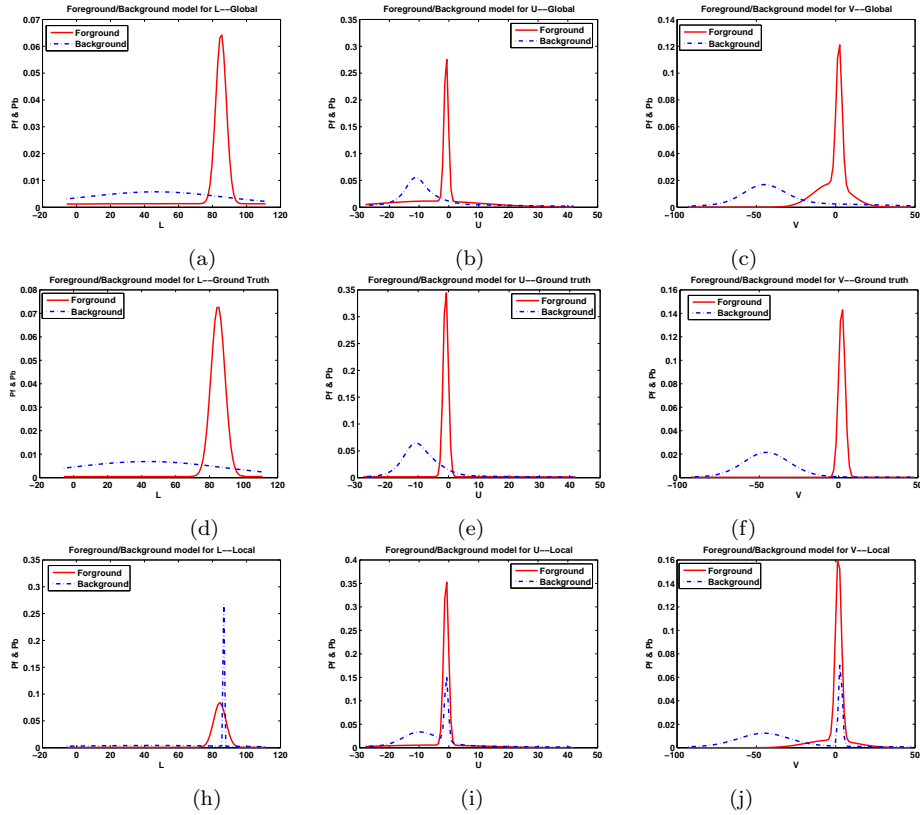 Foreground/Background model for L−−Global
0.07
0.06
0.05
0.04
0.03
0.02
0.01
0
Pf & Pb
Forground
Background
−20 0 20 40 60 80 100 120
L
(a)
Foreground/Background model for U−−Global
0.35
0.3
0.25
0.2
0.15
0.1
0.05
0
Pf & Pb
Forground
Background
−30 −20 −10 0 10 20 30 40 50
U
(b)
Foreground/Background model for V−−Global
0.14
0.12
0.1
0.08
0.06
0.04
0.02
0
Pf & Pb
Forground
Background
−100 −50 0 50
V
(c)
Foreground/Background model for L−−Ground Truth
0.08
0.07
0.06
0.05
0.04
0.03
0.02
0.01
0
Pf & Pb
Forground
Background
−20 0 20 40 60 80 100 120
L
(d)
Foreground/Background model for U−−Ground truth
0.35
0.3
0.25
0.2
0.15
0.1
0.05
0
Pf & Pb
Forground
Background
−30 −20 −10 0 10 20 30 40 50
U
(e)
Foreground/Background model for V−−Ground truth
0.16
0.14
0.12
0.1
0.08
0.06
0.04
0.02
0
Pf & Pb
Forground
Background
−100 −50 0 50
V
(f)
Foreground/Background model for L−−Local
0.35
0.3
0.25
0.2
0.15
0.1
0.05
0
Pf & Pb
Forground
Background
−20 0 20 40 60 80 100 120
L
(h)
Foreground/Background model for U−−Local
0.4
0.35
0.3
0.25
0.2
0.15
0.1
0.05
0
Pf & Pb
Forground
Background
−30 −20 −10 0 10 20 30 40 50
U
(i)
Foreground/Background model for V−−Local
0.16
0.14
0.12
0.1
0.08
0.06
0.04
0.02
0
Pf & Pb
Forground
Background
−100 −50 0 50
V
(j)